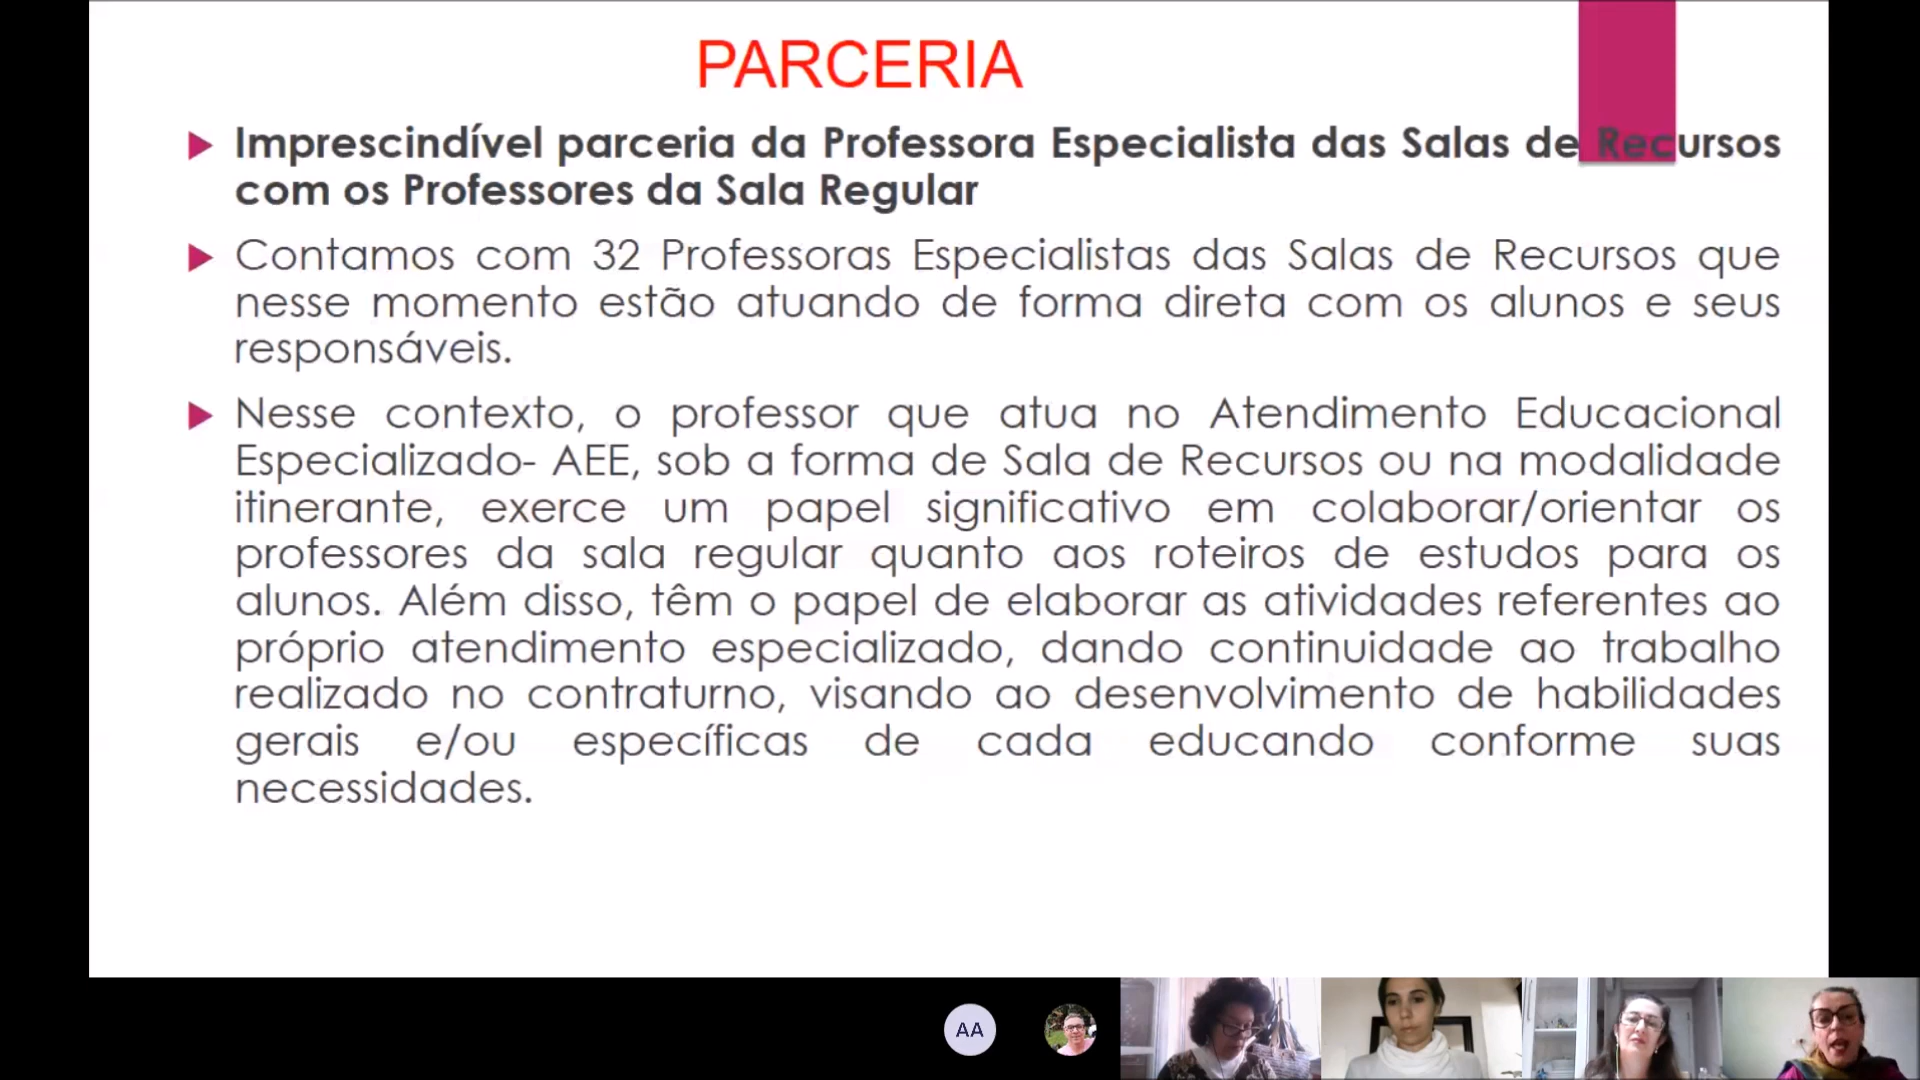 PARCERIA
Imprescindível parceria da Professora Especialista das Salas de Recursos
com os Professores da Sala Regular
Contamos com 32 Professoras Especialistas das Salas de Recursos que
nesse momento estão atuando de forma direta com os alunos e seus
responsáveis.
Nesse contexto, o professor que atua no Atendimento Educacional
Especializado- AEE, sob a forma de Sala de Recursos ou na modalidade
itinerante, exerce um papel significativo em colaborar/orientar os
professores da sala regular quanto aos roteiros de estudos para os
alunos. Além disso, têm o papel de elaborar as atividades referentes ao
próprio atendimento especializado, dando continuidade ao trabalho
realizado no contraturno, visando ao desenvolvimento de habilidades
gerais e/ou específicas de cada educando conforme suas
necessidades.
AA